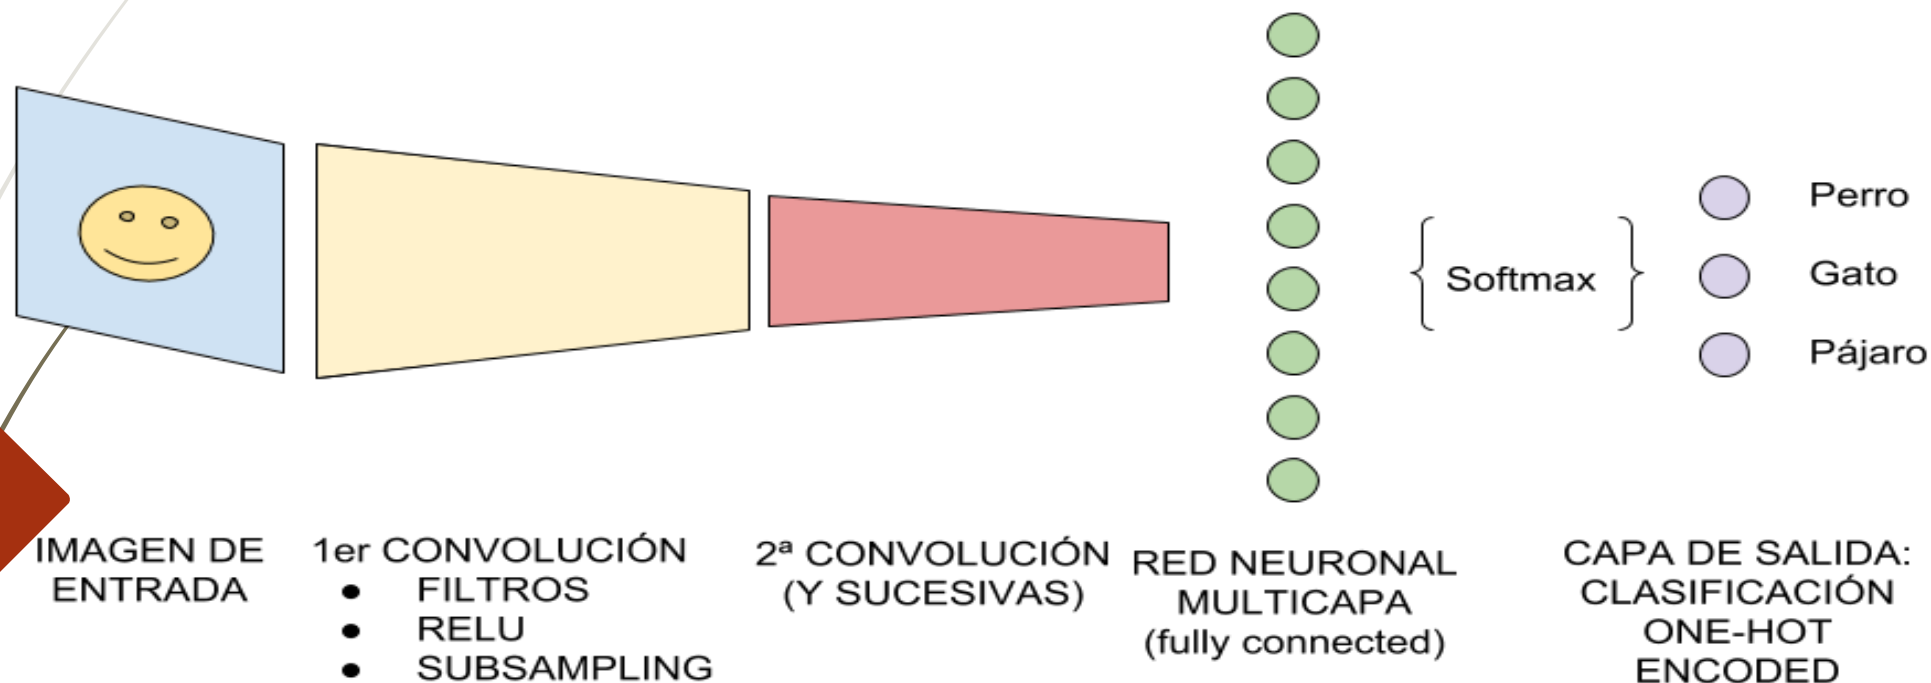 Perro
Softmax
Gato
Pájaro
IMAGEN DE
ENTRADA
1er CONVOLUCIÓN
● FILTROS
● RELU
● SUBSAMPLING
2ª CONVOLUCIÓN
(Y SUCESIVAS)
RED NEURONAL
MULTICAPA
(fully connected)
CAPA DE SALIDA:
CLASIFICACIÓN
ONE-HOT
ENCODED